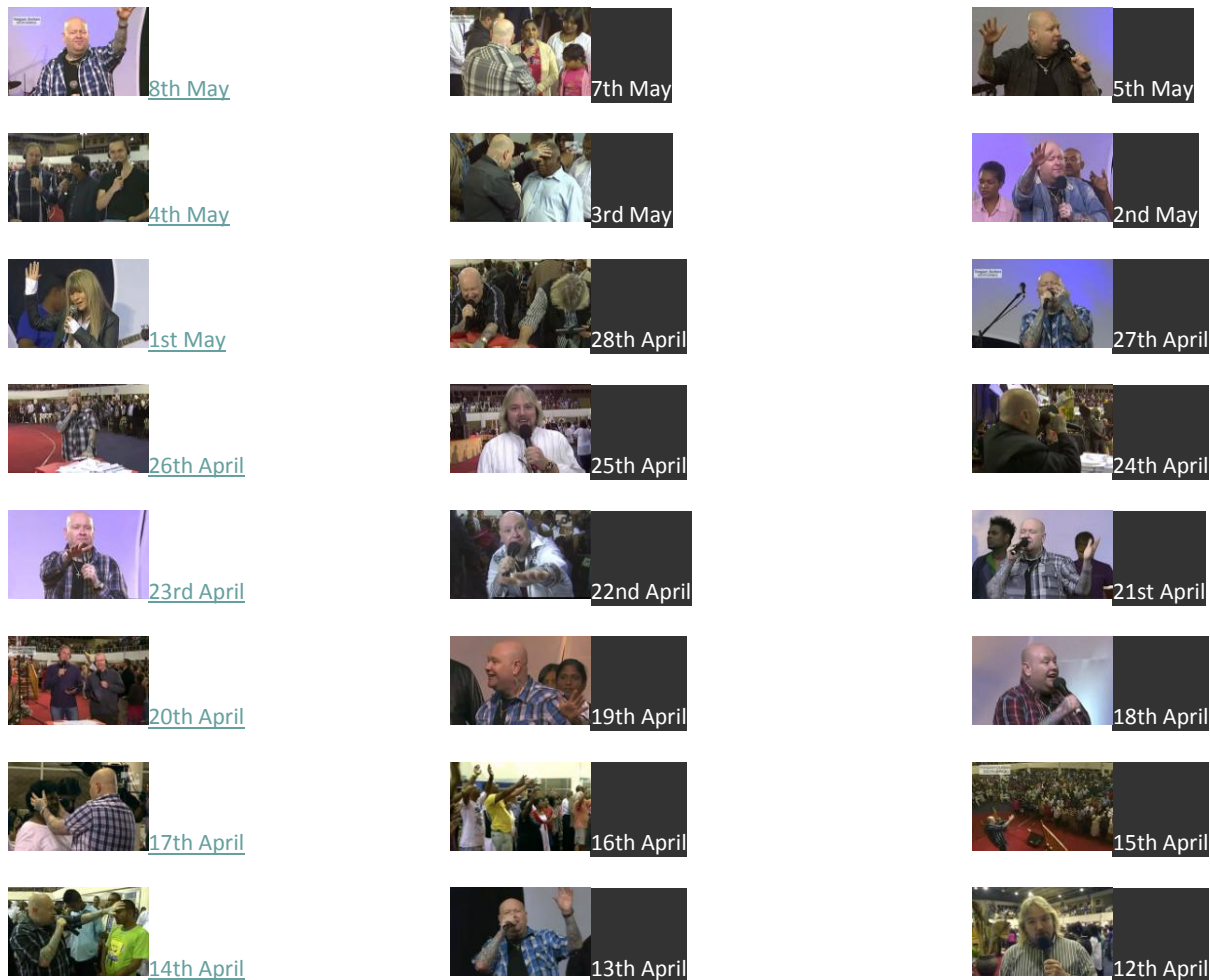 8th May
7th May
5th May
4th May
3rd May
2nd May
1st May
28th April
27th April
26th April
25th April
24th April
23rd April
22nd April
21st April
20th April
19th April
18th April
17th April
16th April
15th April
14th April
13th April
12th April